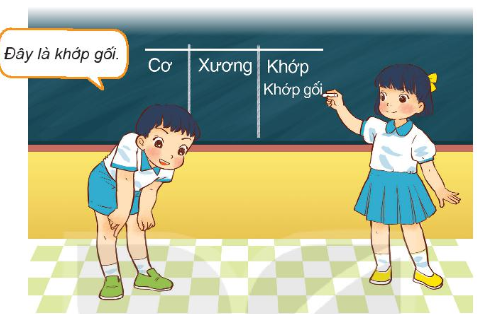 Đây là khớp gối.
Cơ Xương Khớp
Khớp gối